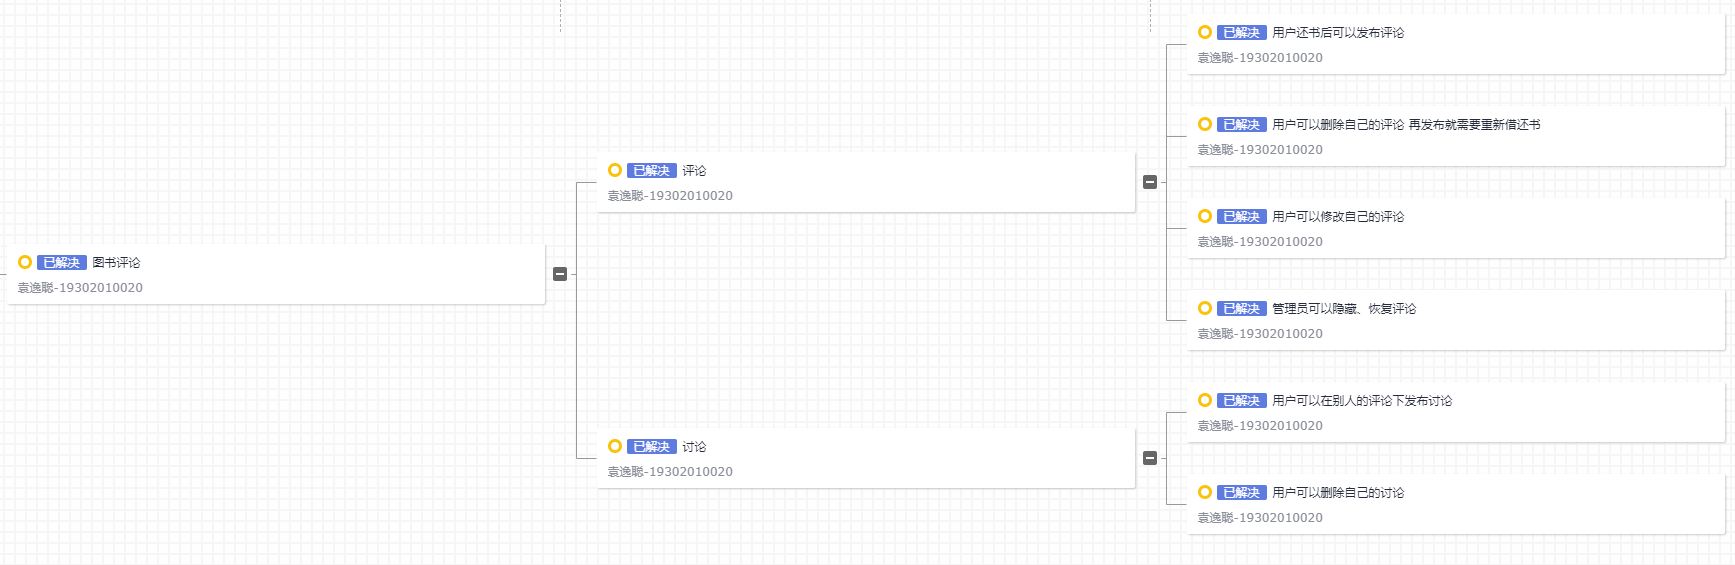 已解决 图书评论
袁逸聪-19302010020
已解决 评论
袁逸聪-19302010020
已解决 用户还书后可以发布评论
袁逸聪-19302010020
已解决 用户可以删除自己的评论 再发布就需要重新借还书
袁逸聪-19302010020
已解决 用户可以修改自己的评论
袁逸聪-19302010020
已解决 管理员可以隐藏、恢复评论
袁逸聪-19302010020
已解决 讨论
袁逸聪-19302010020
已解决 用户可以在别人的评论下发布讨论
袁逸聪-19302010020
已解决 用户可以删除自己的讨论
袁逸聪-19302010020